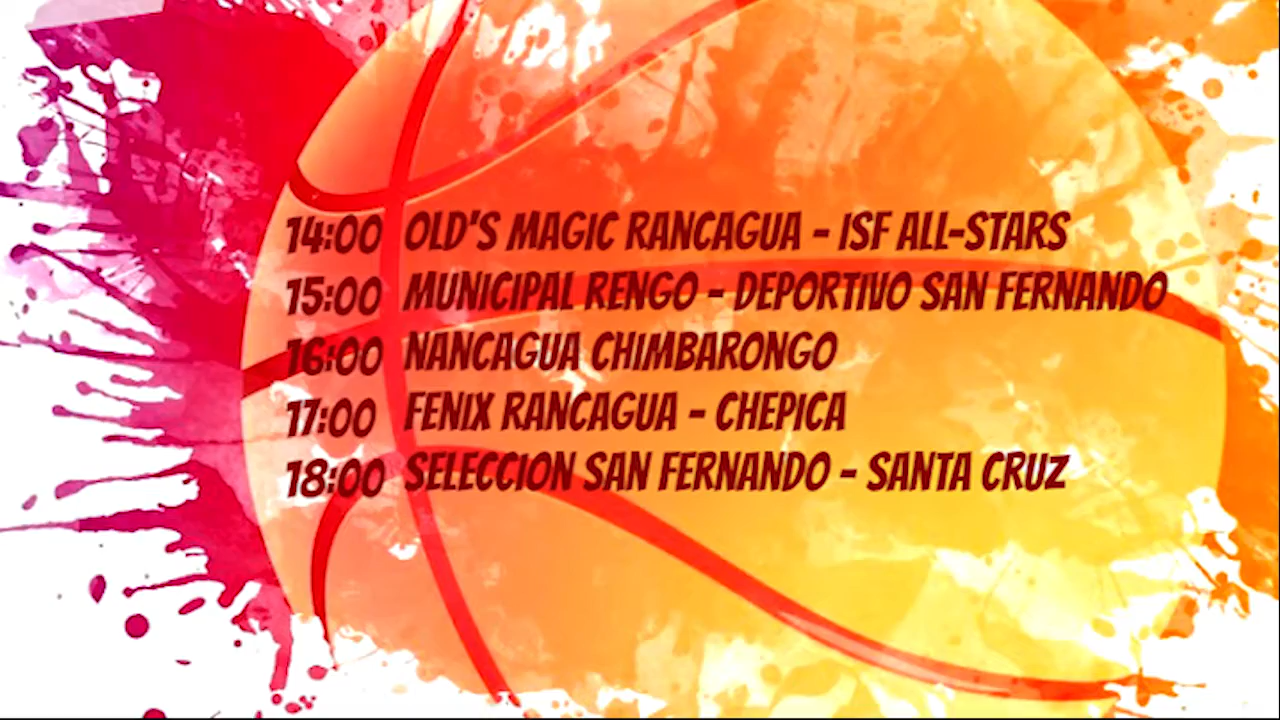 14:00 OLD'S MAGIC RANCAGUA - ISF ALL-STARS
15:00 MUNICIPAL RENGO - DEPORTIVO SAN FERNANDO
16:00 NANCAGUA CHIMBARONGO
17:00 FENIX RANCAGUA - CHEPICA
18:00 SELECCION SAN FERNANDO - SANTA CRUZ